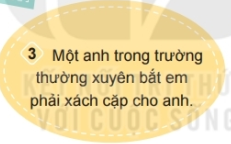 3 Một anh trong trường
thường xuyên bắt em
phải xách cặp cho anh.